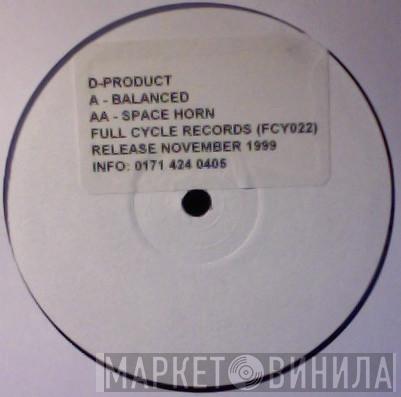 D-PRODUCT
A - BALANCED
AA - SPACE HORN
FULL CYCLE RECORDS (FCY022)
RELEASE NOVEMBER 1999
INFO: 0171 424 0405
МАРКЕТ ВИНИЛА